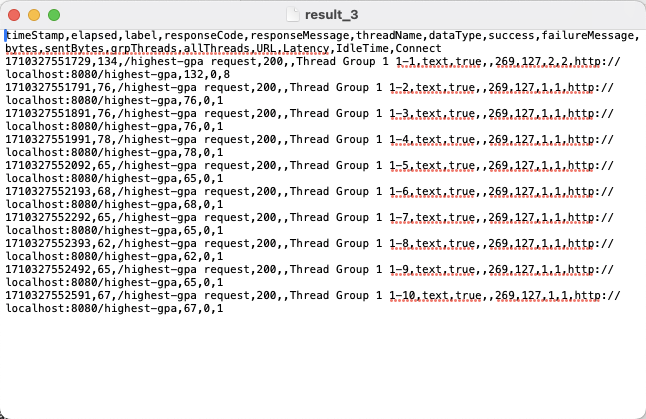 result_3
timeStamp,elapsed,label,responseCode,responseMessage,threadName,dataType,success,failureMessage,
bytes,sentBytes,grpThreads,allThreads,URL,Latency,IdleTime,Connect
1710327551729,134,/highest-gpa request,200,,Thread Group 1 1-1,text,true,,269,127,2,2,http://
localhost:8080/highest-gpa,132,0,8
1710327551791,76,/highest-gpa request,200,,Thread Group 1 1-2,text,true,,269,127,1,1,http://
localhost:8080/highest-gpa,76,0,1
1710327551891,76,/highest-gpa request,200,,Thread Group 1 1-3,text,true,,269,127,1,1,http://
localhost:8080/highest-gpa,76,0,1
1710327551991,78,/highest-gpa request,200,,Thread Group 1 1-4,text,true,,269,127,1,1,http://
localhost:8080/highest-gpa,78,0,1
1710327552092,65,/highest-gpa request,200,,Thread Group 1 1-5,text,true,,269,127,1,1,http://
localhost:8080/highest-gpa,65,0,1
1710327552193,68,/highest-gpa request,200,,Thread Group 1 1-6,text,true,,269,127,1,1,http://
localhost:8080/highest-gpa,68,0,1
1710327552292,65,/highest-gpa request,200,,Thread Group 1 1-7,text,true,,269,127,1,1,http://
localhost:8080/highest-gpa,65,0,1
1710327552393,62,/highest-gpa request,200,,Thread Group 1 1-8,text,true,,269,127,1,1,http://
localhost:8080/highest-gpa,62,0,1
1710327552492,65,/highest-gpa request,200,,Thread Group 1 1-9,text,true,,269,127,1,1,http://
localhost:8080/highest-gpa,65,0,1
1710327552591,67,/highest-gpa request,200,,Thread Group 1 1-10,text,true,,269,127,1,1,http://
localhost:8080/highest-gpa,67,0,1